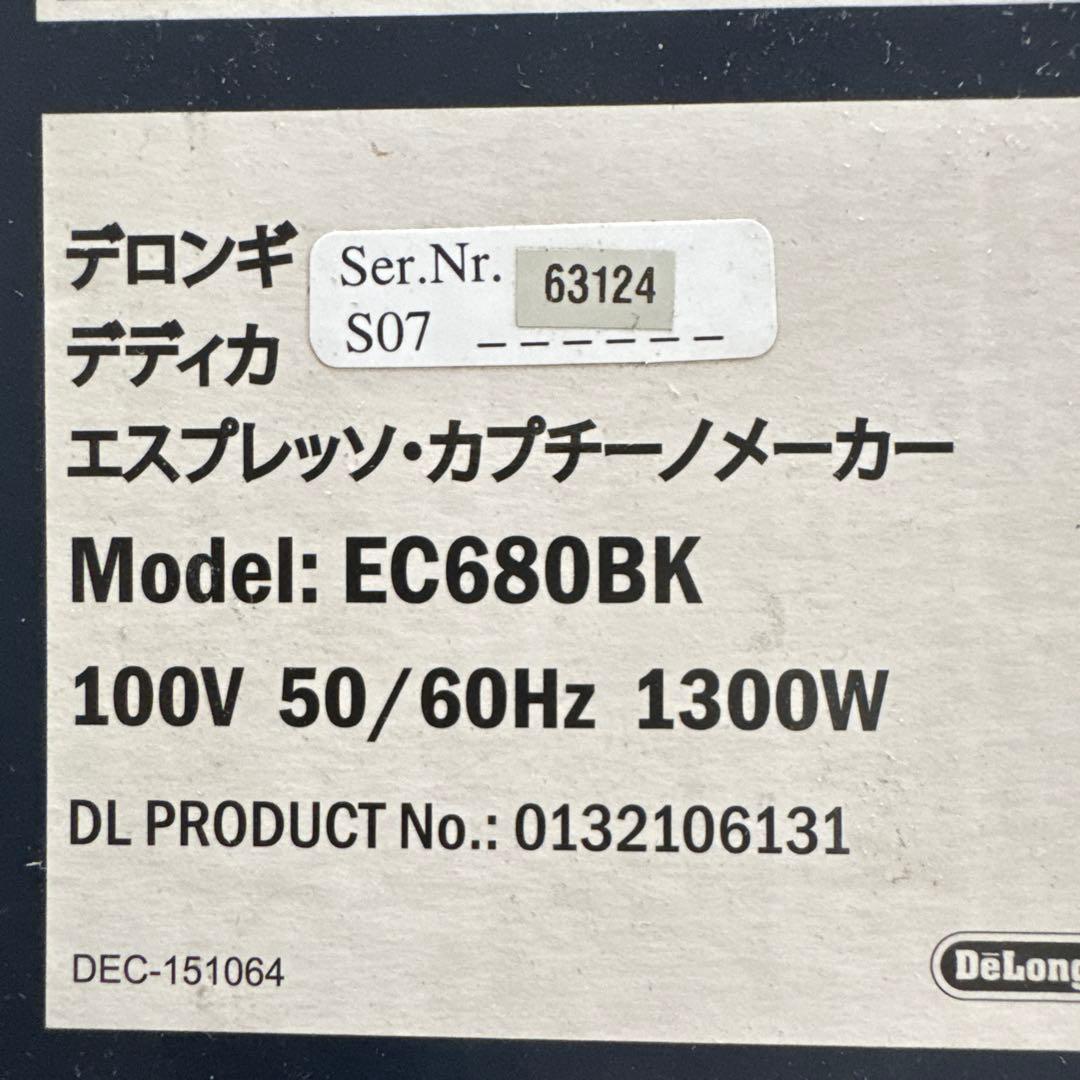 デロンギ
Ser.Nr. 63124
S07 _ _ _ _ _ _
デディカ
エスプレッソ・カプチーノメーカー
Model: EC680BK
100V 50/60Hz 1300W
DL PRODUCT No.: 0132106131
DEC-151064
DēLong